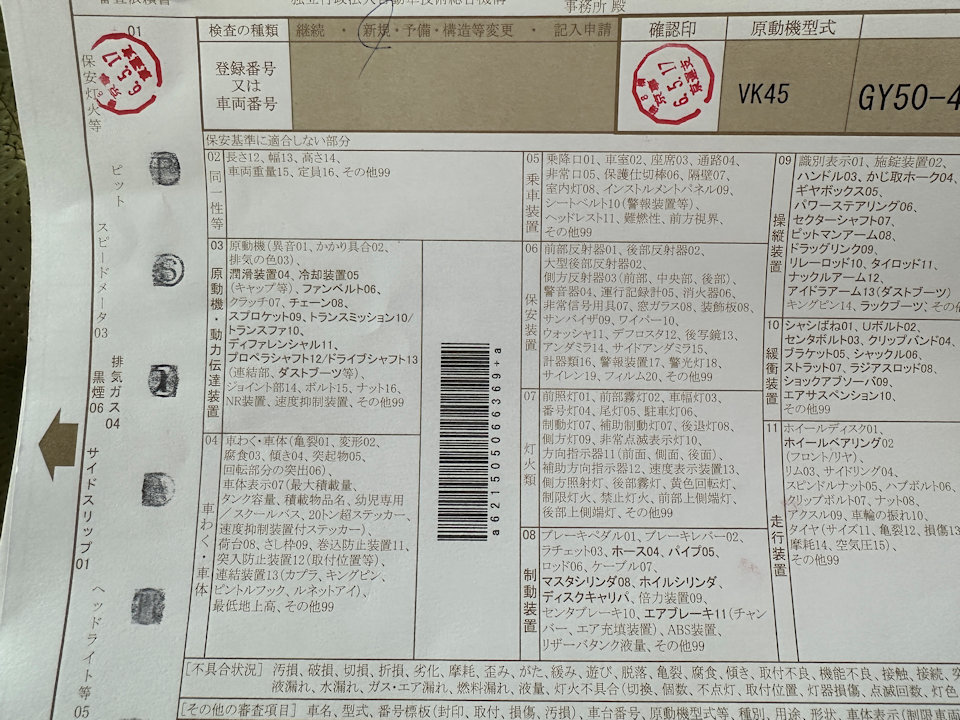 審査依頼書
独立行政法人自動車技術総合機構
事務所 殿
検査の種類 継続 ・ 新規・予備・構造等変更 ・ 記入申請 確認印 原動機型式
登録番号
又は
車両番号
6.5.17
VK45
GY50-4
01
保安灯火等
6.5.17
ピット
スピードメータ03
排気ガス04
黒煙06
サイドスリップ01
ヘッドライト等
05
保安基準に適合しない部分
02 同一性等
長さ12、幅13、高さ14、
車両重量15、定員16、その他99
03 原動機・動力伝達装置
原動機(異音01、かかり具合02、
排気の色03)、
潤滑装置04、冷却装置05
(キャップ等)、ファンベルト06、
クラッチ07、チェーン08、
スプロケット09、トランスミッション10/
トランスファ10、
ディファレンシャル11、
プロペラシャフト12/ドライブシャフト13
(連結部、ダストブーツ等)、
ジョイント部14、ボルト15、ナット16、
NR装置、速度抑制装置、その他99
04 車わく・車体
車わく・車体(亀裂01、変形02、
腐食03、傾き04、突起物05、
回転部分の突出06)、
車体表示07(最大積載量、
タンク容量、積載物品名、幼児専用
/スクールバス、20トン超ステッカー、
速度抑制装置付ステッカー)、
荷台08、さし枠09、巻込防止装置11、
突入防止装置12(取付位置等)、
連結装置13(カプラ、キングピン、
ピントルフック、ルネットアイ)、
最低地上高、その他99
a6215050666369+a
05 乗車装置
乗降口01、車室02、座席03、通路04、
非常口05、保護仕切棒06、隔壁07、
室内灯08、インストルメントパネル09、
シートベルト10(警報装置等)、
ヘッドレスト11、難燃性、前方視界、
その他99
06 保安装置
前部反射器01、後部反射器02、
大型後部反射器02、
側方反射器03(前部、中央部、後部)、
警音器04、運行記録計05、消火器06、
非常信号用具07、窓ガラス08、装飾板08、
サンバイザ09、ワイパー10、
ウォッシャ11、デフロスタ12、後写鏡13、
アンダミラ14、サイドアンダミラ15、
計器類16、警報装置17、警光灯18、
サイレン19、フィルム20、その他99
07 灯火類
前照灯01、前部霧灯02、車幅灯03、
番号灯04、尾灯05、駐車灯06、
制動灯07、補助制動灯07、後退灯08、
側方灯09、非常点滅表示灯10、
方向指示器11(前面、側面、後面)、
補助方向指示器12、速度表示装置13、
側方照射灯、後部霧灯、黄色回転灯、
制限灯火、禁止灯火、前部上側端灯、
後部上側端灯、その他99
08 制動装置
ブレーキペダル01、ブレーキレバー02、
ラチェット03、ホース04、パイプ05、
ロッド06、ケーブル07、
マスタシリンダ08、ホイルシリンダ、
ディスクキャリパ、倍力装置09、
センタブレーキ10、エアブレーキ11(チャン
バー、エア充填装置)、ABS装置、
リザーバタンク液量、その他99
09 操縦装置
識別表示01、施錠装置02、
ハンドル03、かじ取ホーク04、
ギヤボックス05、
パワーステアリング06、
セクターシャフト07、
ピットマンアーム08、
ドラッグリンク09、
リレーロッド10、タイロッド11、
ナックルアーム12、
アイドラアーム13(ダストブーツ)
キングピン14、ラックブーツ、その他
10 緩衝装置
シャシばね01、Uボルト02、
センタボルト03、クリップバンド04、
ブラケット05、シャックル06、
ストラット07、ラジアスロッド08、
ショックアブソーバ09、
エアサスペンション10、
その他99
11 走行装置
ホイールディスク01、
ホイールベアリング02
(フロント/リヤ)、
リム03、サイドリング04、
スピンドルナット05、ハブボルト06、
クリップボルト07、ナット08、
アクスル09、車輪の振れ10、
タイヤ(サイズ11、亀裂12、損傷13
摩耗14、空気圧15)、
その他99
[不具合状況] 汚損、破損、切損、折損、劣化、摩耗、歪み、がた、緩み、遊び、脱落、亀裂、腐食、傾き、取付不良、機能不良、接触、接続、
液漏れ、水漏れ、ガス・エア漏れ、燃料漏れ、液量、灯火不具合(切換、個数、不点灯、取付位置、灯器損傷、点滅回数、灯色
[その他の審査項目] 車名、型式、番号標板(封印、取付、損傷、汚損)、車台番号、原動機型式等、種別、用途、形状、車体表示(制限車両